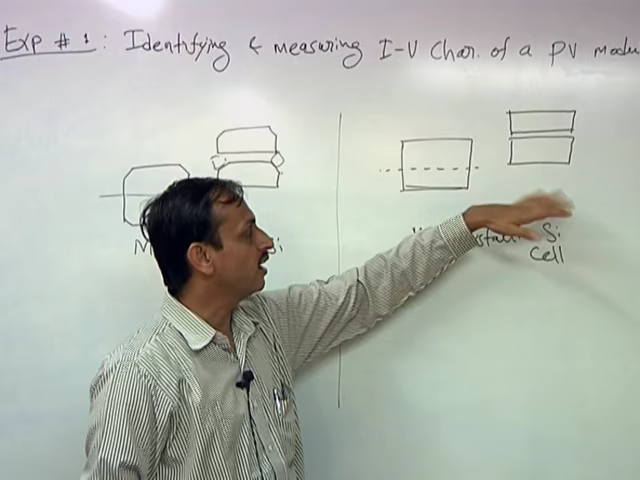 Exp # 1: Identifying & measuring I-V Char. of a PV
Si
Cell